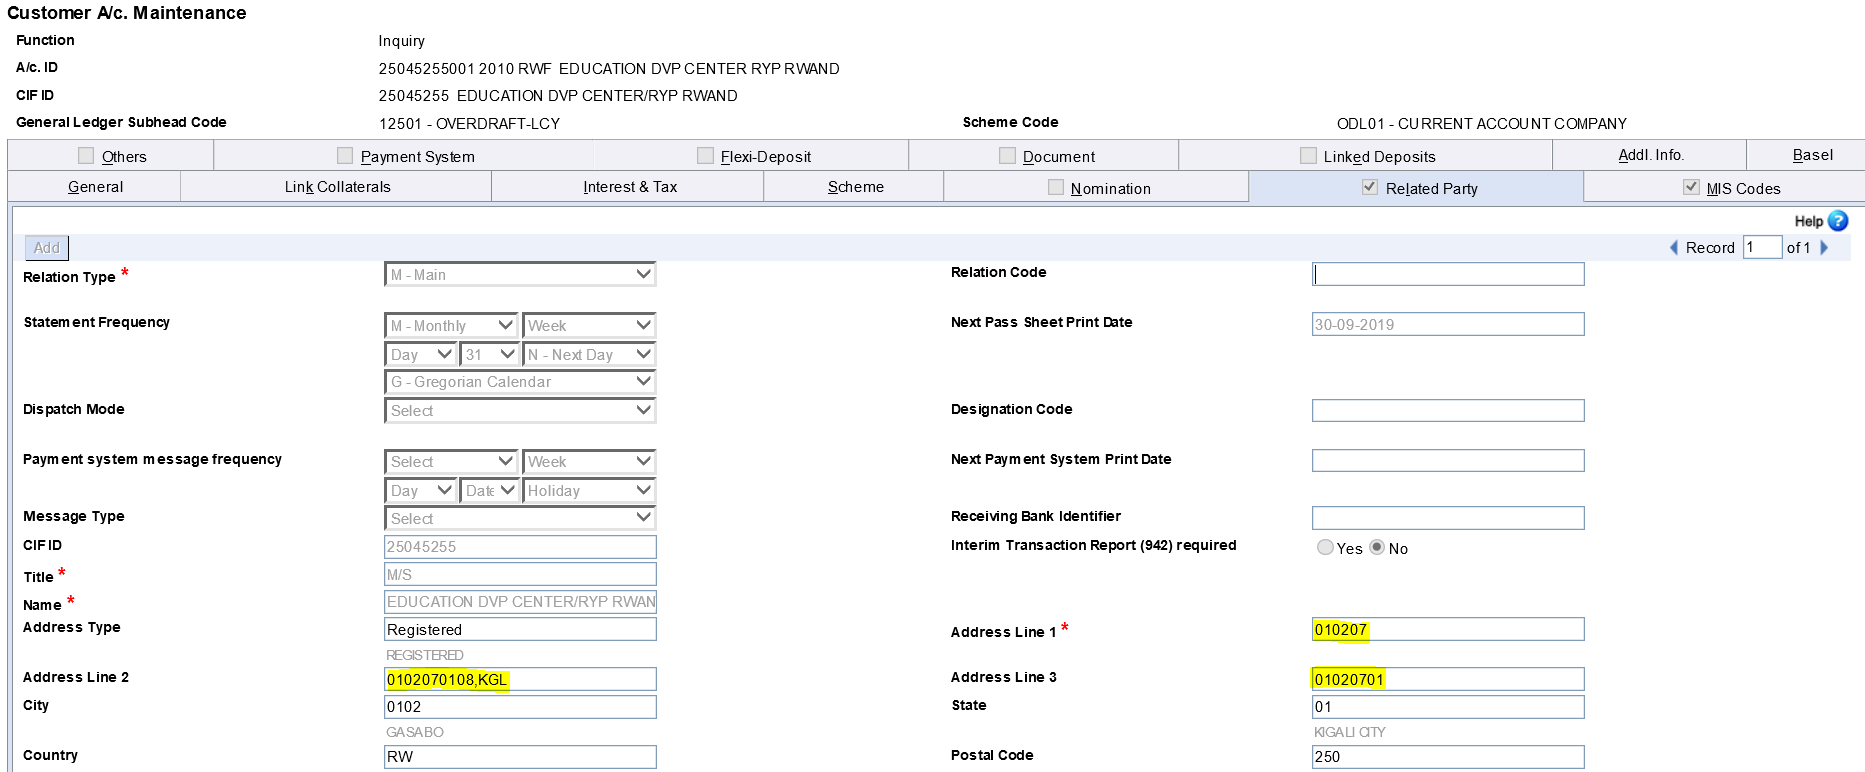 Customer A/c. Maintenance
Function Inquiry
A/c. ID 25045255001 2010 RWF EDUCATION DVP CENTER RYP RWAND
CIF ID 25045255 EDUCATION DVP CENTER/RYP RWAND
General Ledger Subhead Code 12501 - OVERDRAFT-LCY Scheme Code ODL01 - CURRENT ACCOUNT COMPANY
Others Payment System Flexi-Deposit Document Linked Deposits Addl. Info. Basel
General Link Collaterals Interest & Tax Scheme Nomination Related Party MIS Codes
Help ?
Add Record 1 of 1
Relation Type * M - Main Relation Code
Statement Frequency M - Monthly Week Next Pass Sheet Print Date 30-09-2019
Day 31 N - Next Day
G - Gregorian Calendar
Dispatch Mode Select Designation Code
Payment system message frequency Select Week Next Payment System Print Date
Day Date Holiday
Message Type Select Receiving Bank Identifier
CIF ID 25045255 Interim Transaction Report (942) required Yes No
Title * M/S
Name * EDUCATION DVP CENTER/RYP RWAN
Address Type Registered Address Line 1 * 010207
REGISTERED
Address Line 2 0102070108,KGL Address Line 3 01020701
City 0102 State 01
GASABO KIGALI CITY
Country RW Postal Code 250